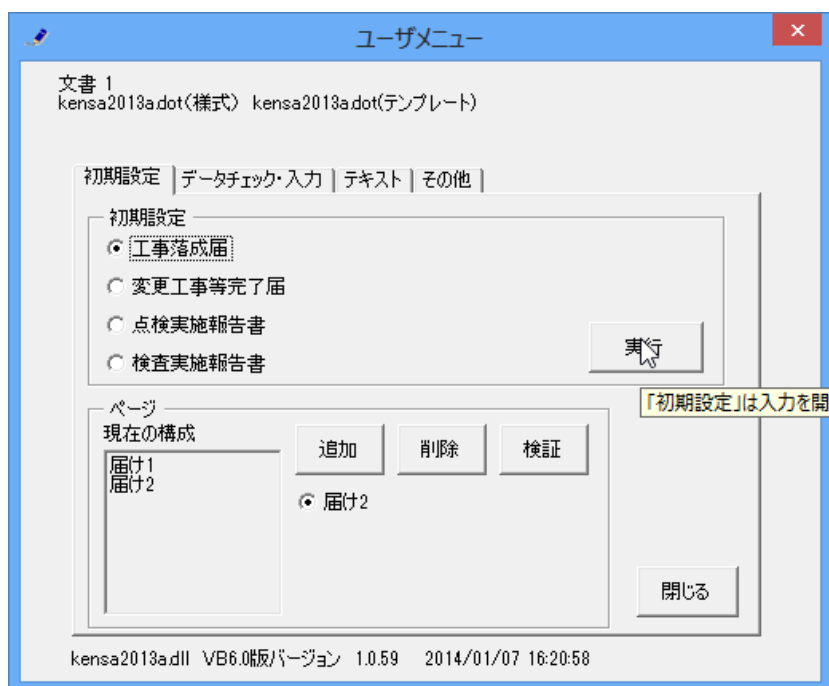 ユーザメニュー
文書 1
kensa2013a.dot(様式) kensa2013a.dot(テンプレート)
初期設定 データチェック・入力 テキスト その他
初期設定
工事落成届
変更工事等完了届
点検実施報告書
検査実施報告書
実行
「初期設定」は入力を開
ページ
現在の構成
届け1
届け2
追加 削除 検証
届け2
閉じる
kensa2013a.dll VB6.0版バージョン 1.0.59 2014/01/07 16:20:58